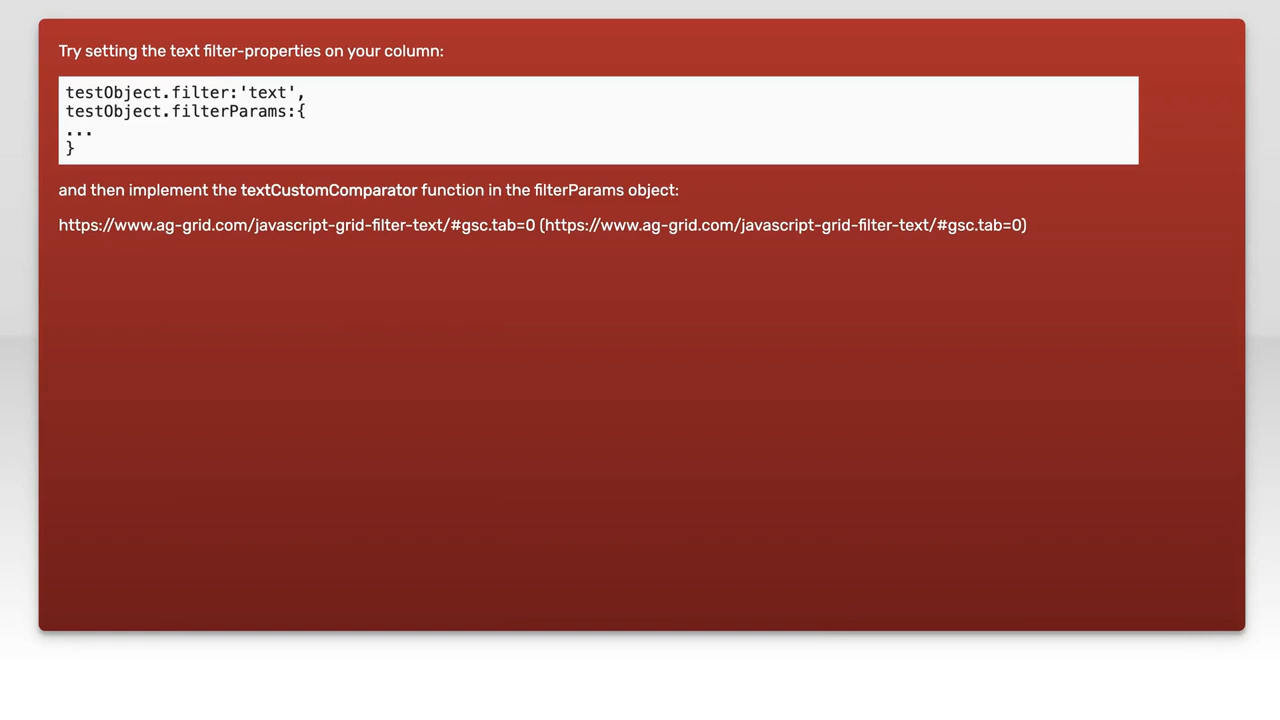 Try setting the text filter-properties on your column:
testObject.filter:'text',
testObject.filterParams:{
...
}
and then implement the textCustomComparator function in the filterParams object:
https://www.ag-grid.com/javascript-grid-filter-text/#gsc.tab=0 (https://www.ag-grid.com/javascript-grid-filter-text/#gsc.tab=0)